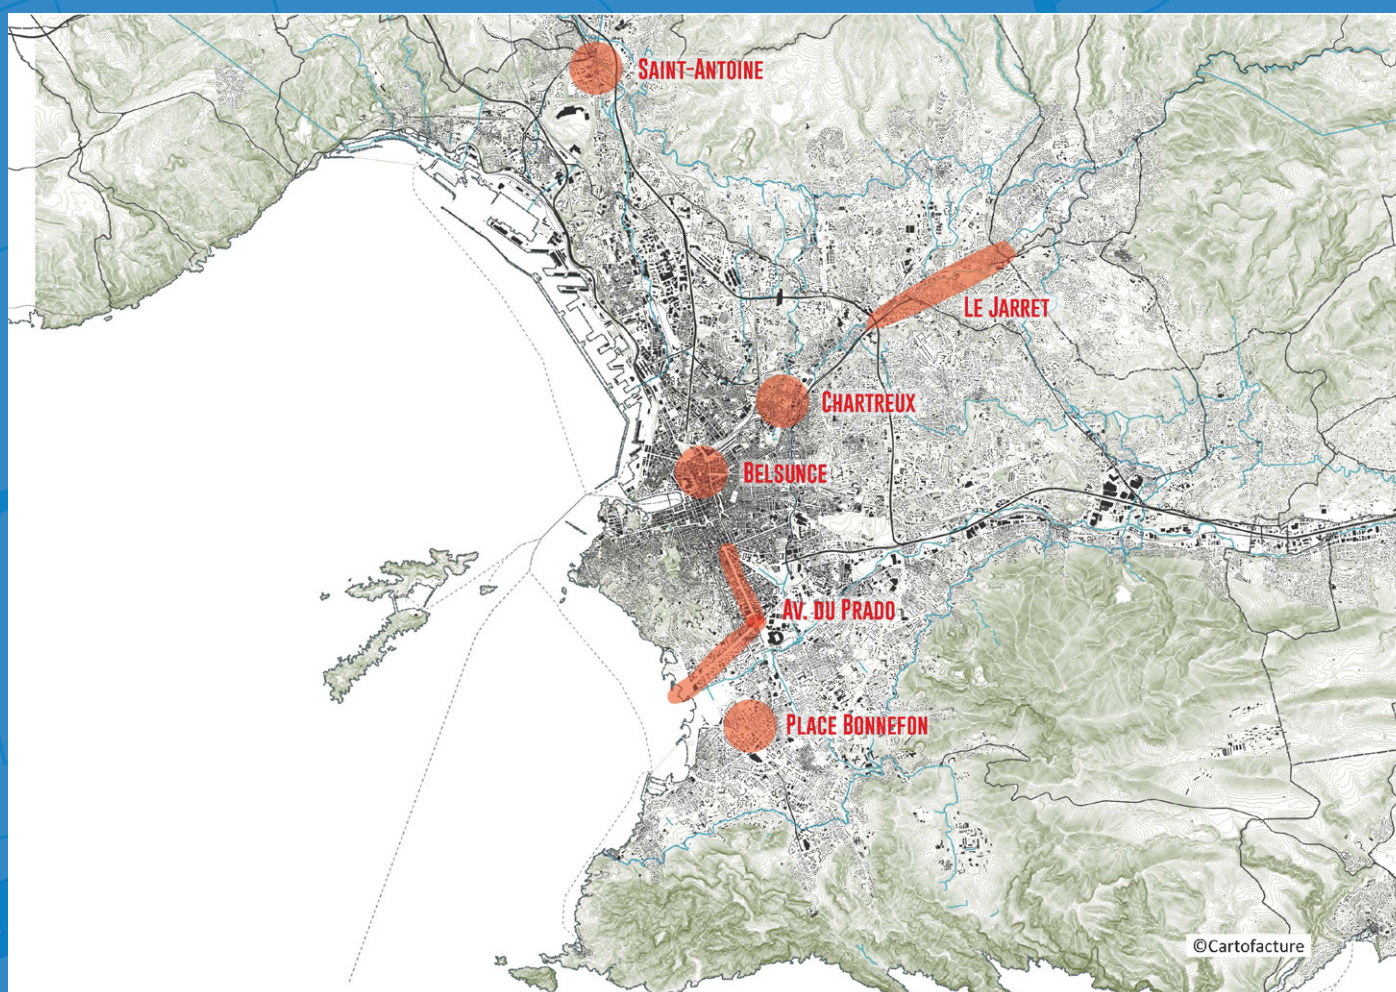 SAINT-ANTOINE
LE JARRET
CHARTREUX
BELSUNCE
AV. DU PRADO
PLACE BONNEFON
©Cartofacture